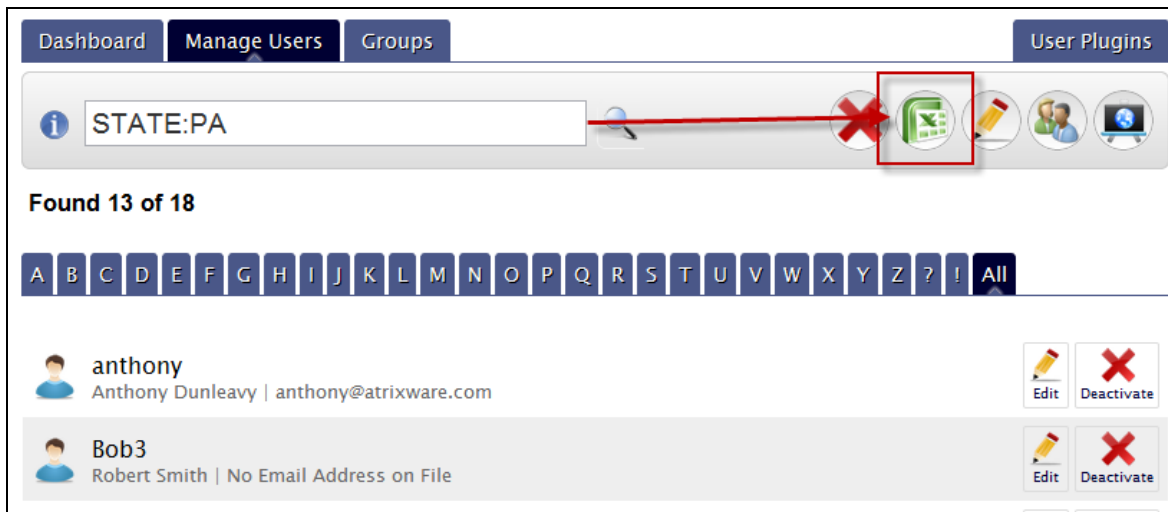 Dashboard Manage Users Groups User Plugins
STATE:PA
Found 13 of 18
A B C D E F G H I J K L M N O P Q R S T U V W X Y Z ? ! All
anthony
Anthony Dunleavy | anthony@atrixware.com
Edit Deactivate
Bob3
Robert Smith | No Email Address on File
Edit Deactivate